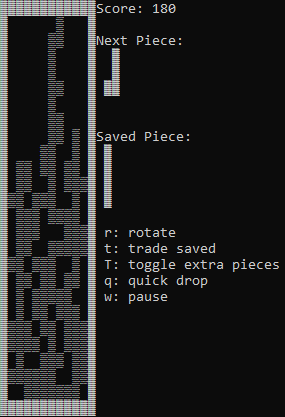 Score: 180
Next Piece:
Saved Piece:
r: rotate
t: trade saved
T: toggle extra pieces
q: quick drop
w: pause